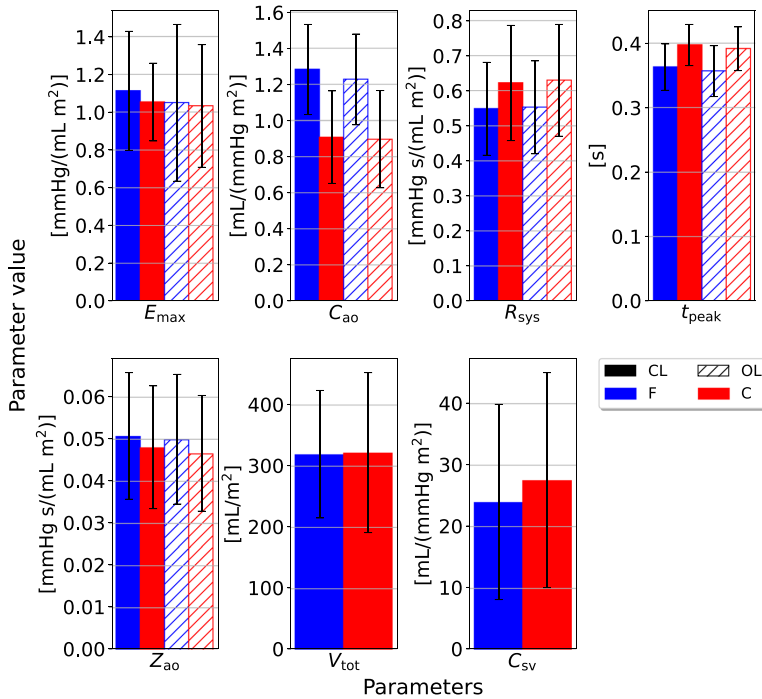 Parameter value
[mmHg/(mL m²)]
1.4
1.2
1.0
0.8
0.6
0.4
0.2
0.0
E_max
[mL/(mmHg m²)]
1.6
1.4
1.2
1.0
0.8
0.6
0.4
0.2
0.0
C_ao
[mmHg s/(mL m²)]
0.8
0.7
0.6
0.5
0.4
0.3
0.2
0.1
0.0
R_sys
[s]
0.4
0.3
0.2
0.1
0.0
t_peak
[mmHg s/(mL m²)]
0.06
0.05
0.04
0.03
0.02
0.01
0.00
Z_ao
[mL/m²]
400
300
200
100
0
V_tot
[mL/(mmHg m²)]
40
30
20
10
0
C_sv
CL OL
F C
Parameters